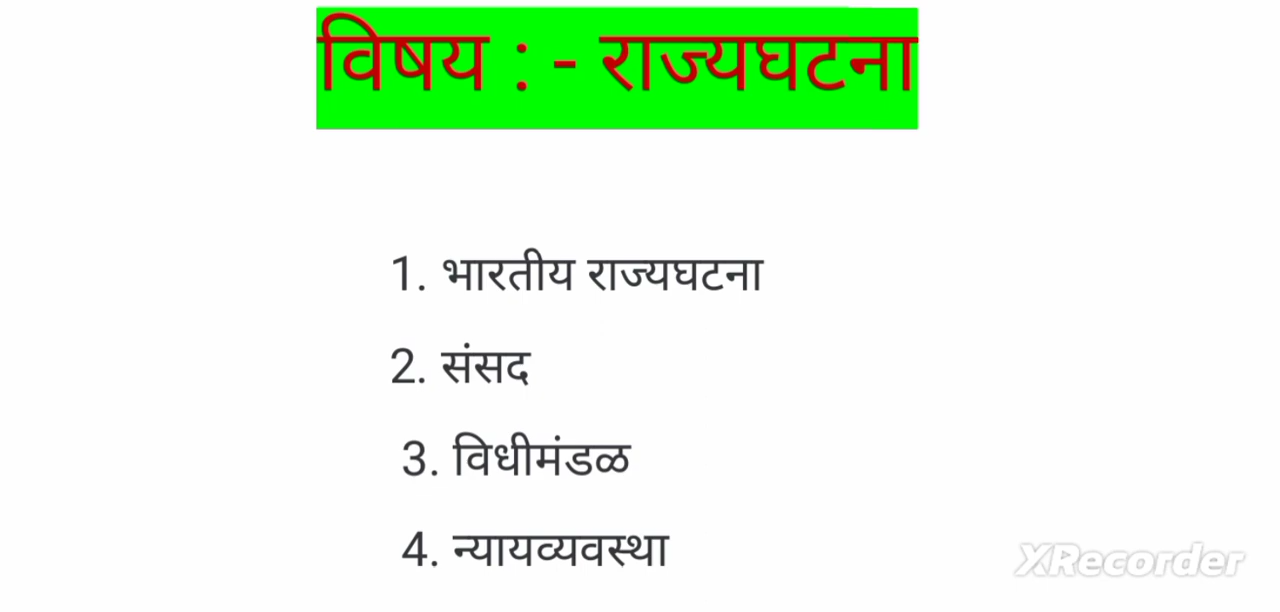 विषय : - राज्यघटना
1. भारतीय राज्यघटना
2. संसद
3. विधीमंडळ
4. न्यायव्यवस्था
XRecorder